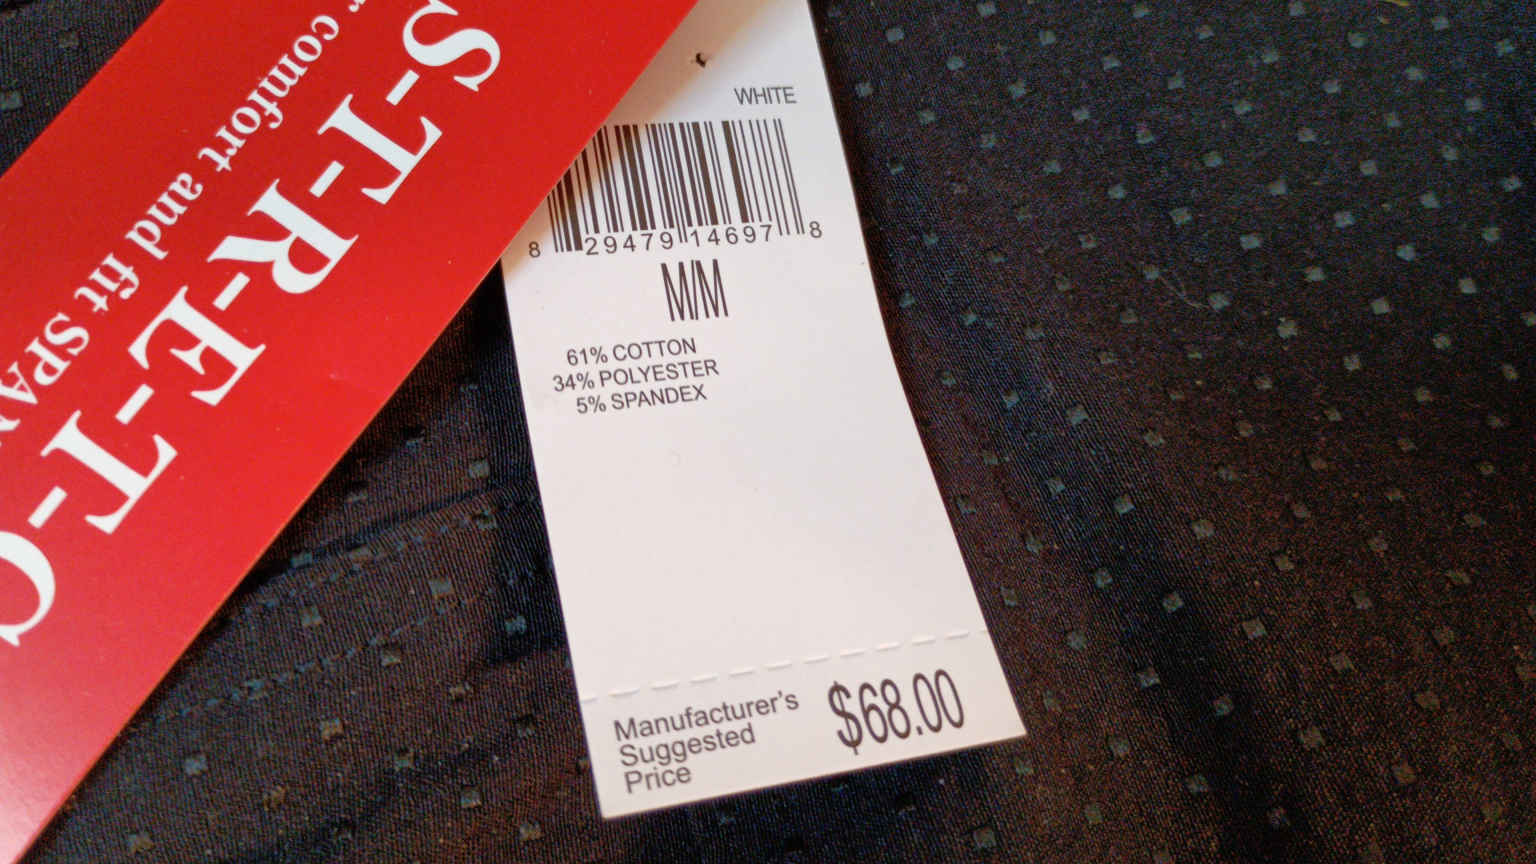 S-T-R-E-T-C
comfort and fit SPAN
WHITE
8 29479 14697 8
M/M
61% COTTON
34% POLYESTER
5% SPANDEX
Manufacturer's
Suggested
Price
$68.00